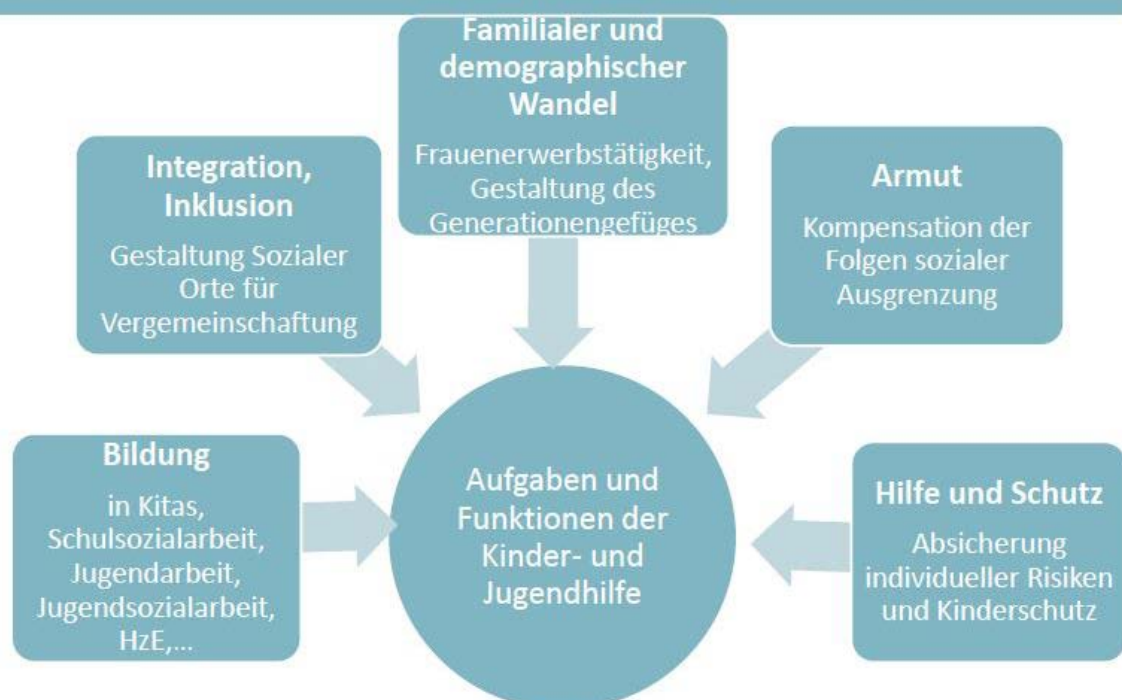 Familialer und
demographischer
Wandel
Frauenerwerbstätigkeit,
Gestaltung des
Generationengefüges
Integration,
Inklusion
Gestaltung Sozialer
Orte für
Vergemeinschaftung
Armut
Kompensation der
Folgen sozialer
Ausgrenzung
Bildung
in Kitas,
Schulsozialarbeit,
Jugendarbeit,
Jugendsozialarbeit,
HzE,...
Aufgaben und
Funktionen der
Kinder- und
Jugendhilfe
Hilfe und Schutz
Absicherung
individueller Risiken
und Kinderschutz